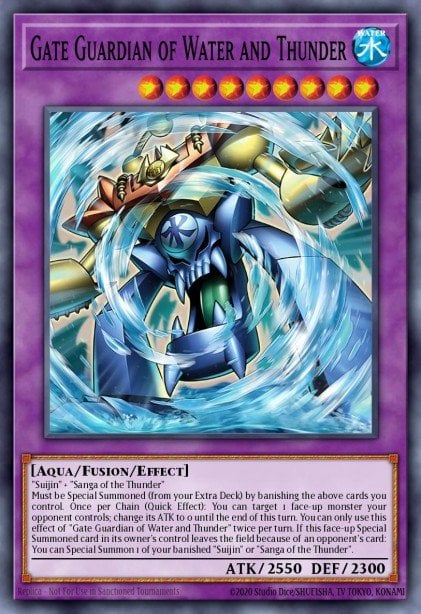 Gate Guardian of Water and Thunder
WATER
水
[Aqua/Fusion/Effect]
"Suijin" + "Sanga of the Thunder"
Must be Special Summoned (from your Extra Deck) by banishing the above cards you
control. Once per Chain (Quick Effect): You can target 1 face-up monster your
opponent controls; change its ATK to 0 until the end of this turn. You can only use this
effect of "Gate Guardian of Water and Thunder" twice per turn. If this face-up Special
Summoned card in its owner's control leaves the field because of an opponent's card:
You can Special Summon 1 of your banished "Suijin" or "Sanga of the Thunder".
ATK/2550 DEF/2300
Replica - Not For Use in Sanctioned Tournaments ©2020 Studio Dice/SHUEISHA, TV TOKYO, KONAMI